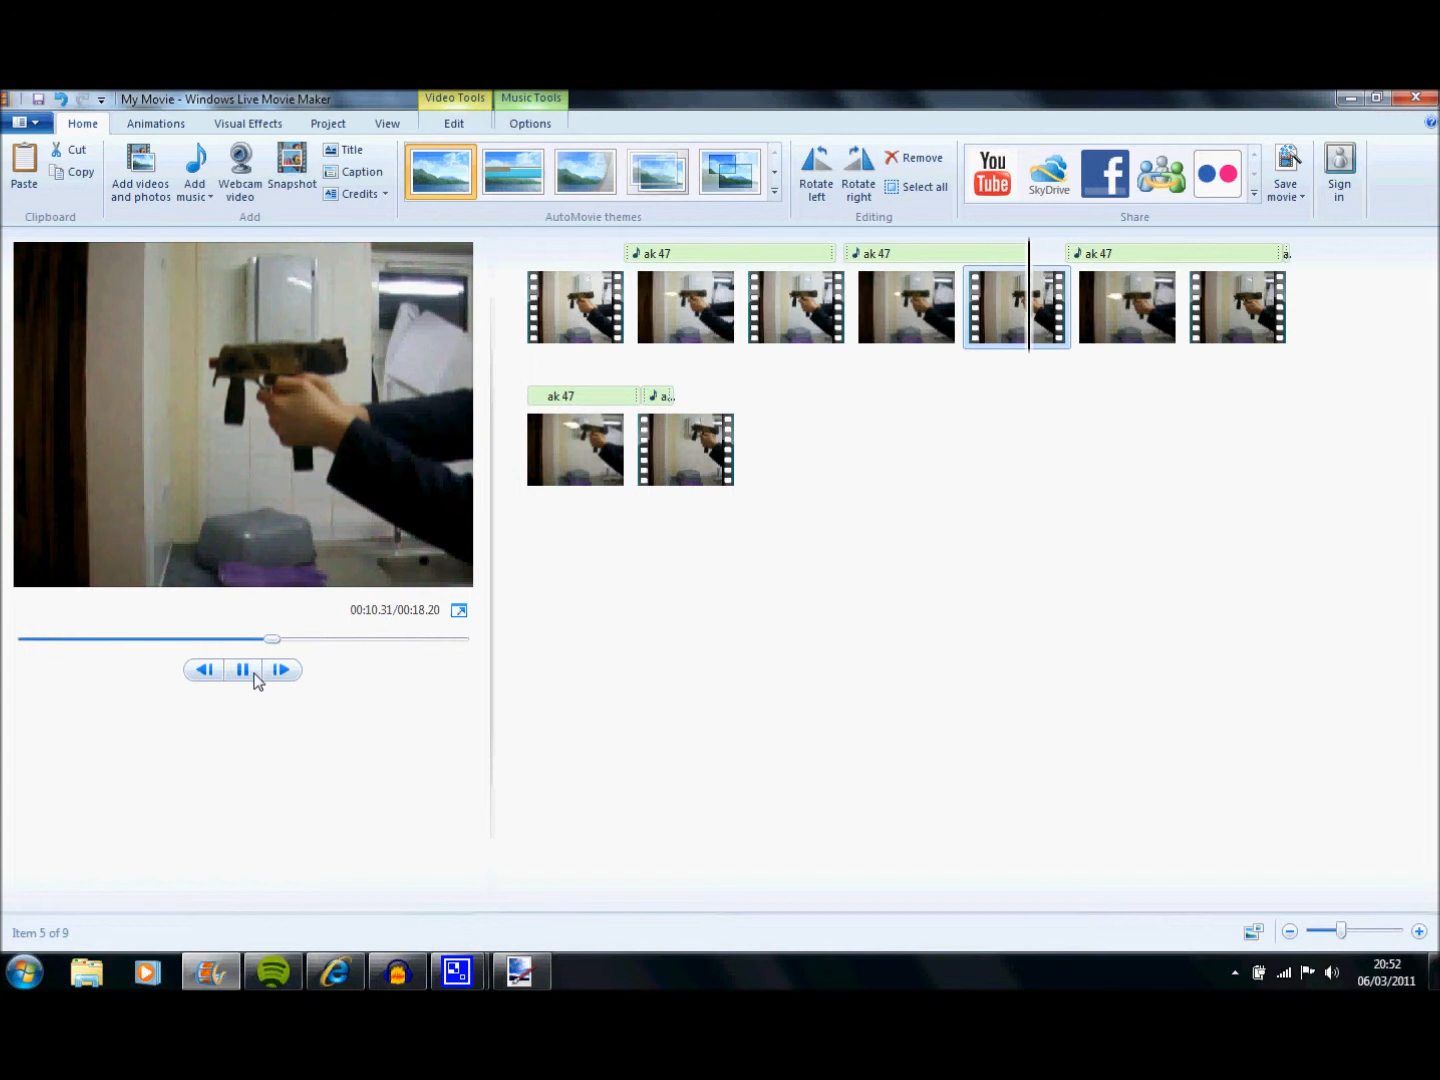 My Movie - Windows Live Movie Maker
Video Tools
Music Tools
Home
Animations
Visual Effects
Project
View
Edit
Options
Paste
Cut
Copy
Clipboard
Add videos
and photos
Add
music
Webcam
video
Snapshot
Title
Caption
Credits
Add
AutoMovie themes
Rotate
left
Rotate
right
Remove
Select all
Editing
You
Tube
SkyDrive
f
Share
Save
movie
Sign
in
ak 47
ak 47
ak 47
a.
ak 47
a...
00:10.31/00:18.20
Item 5 of 9
20:52
06/03/2011